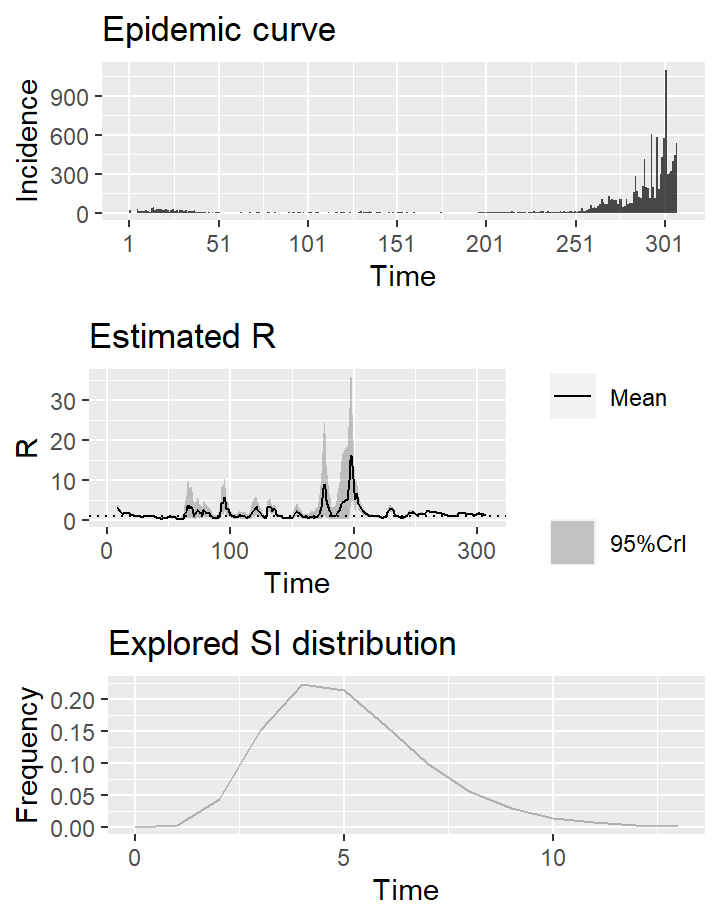 Epidemic curve
Incidence
900
600
300
0
1 51 101 151 201 251 301
Time
Estimated R
R
30
20
10
0
0 100 200 300
Time
Mean
95%CrI
Explored SI distribution
Frequency
0.20
0.15
0.10
0.05
0.00
0 5 10
Time